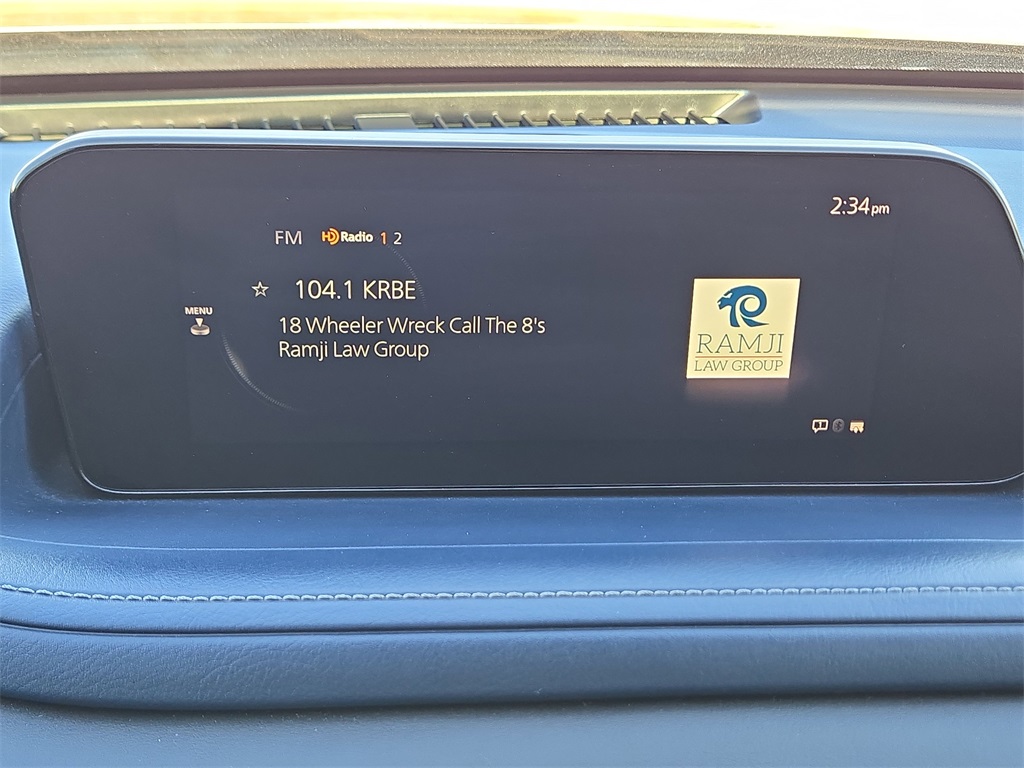 2:34pm
FM HD Radio 1 2
104.1 KRBE
MENU
18 Wheeler Wreck Call The 8's
Ramji Law Group
RAMJI
LAW GROUP